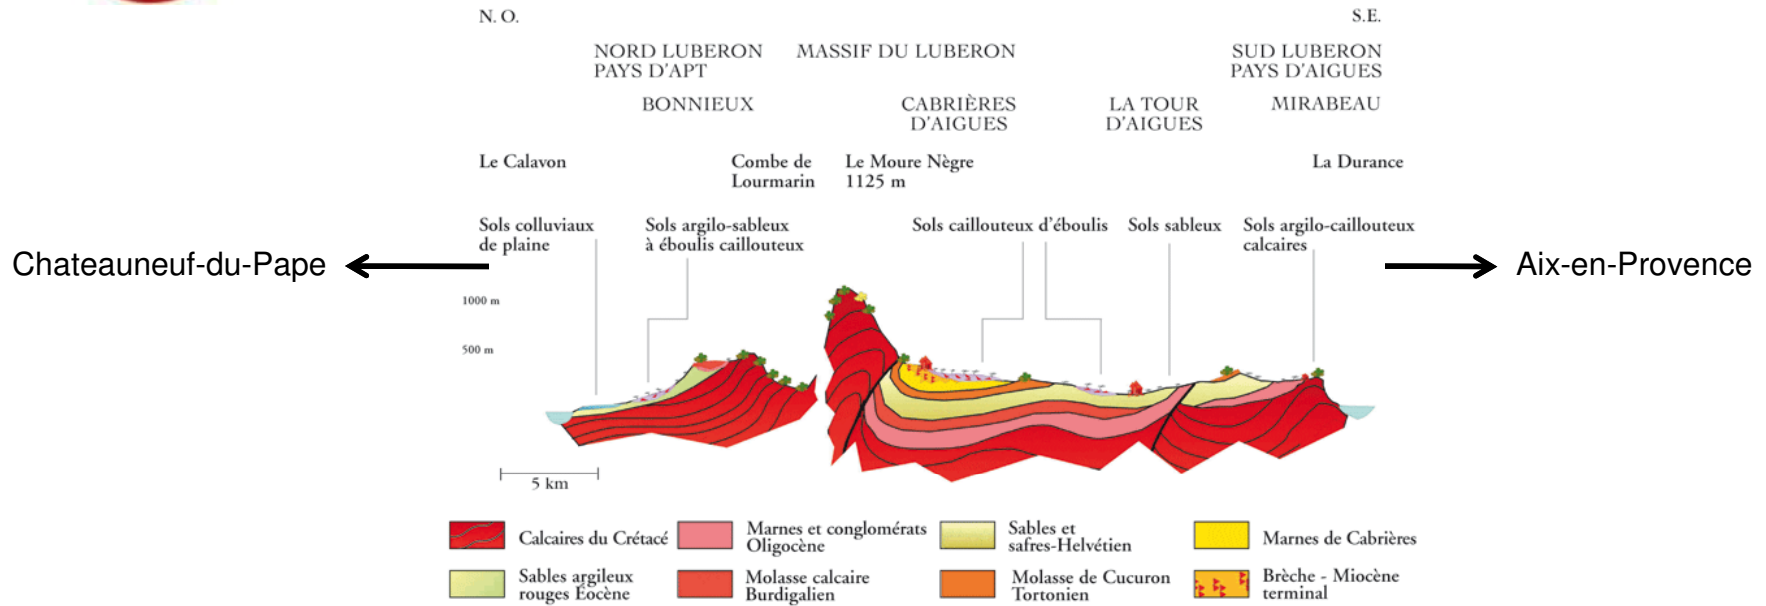 N. O.
S.E.
NORD LUBERON
PAYS D'APT
MASSIF DU LUBERON
SUD LUBERON
PAYS D'AIGUES
BONNIEUX
CABRIÈRES
D'AIGUES
LA TOUR
D'AIGUES
MIRABEAU
Le Calavon
Combe de
Lourmarin
Le Moure Nègre
1125 m
La Durance
Sols colluviaux
de plaine
Sols argilo-sableux
à éboulis caillouteux
Sols caillouteux d'éboulis
Sols sableux
Sols argilo-caillouteux
calcaires
Chateauneuf-du-Pape
Aix-en-Provence
1000 m
500 m
5 km
Calcaires du Crétacé
Marnes et conglomérats
Oligocène
Sables et
safres-Helvétien
Marnes de Cabrières
Sables argileux
rouges Éocène
Molasse calcaire
Burdigalien
Molasse de Cucuron
Tortonien
Brèche - Miocène
terminal